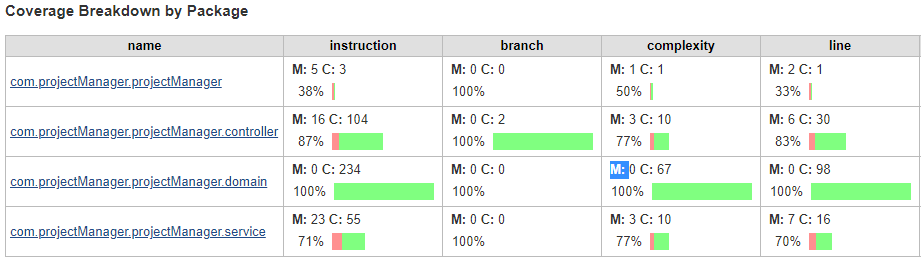 Coverage Breakdown by Package
name instruction branch complexity line
com.projectManager.projectManager M: 5 C: 3 M: 0 C: 0 M: 1 C: 1 M: 2 C: 1
38% 100% 50% 33%
com.projectManager.projectManager.controller M: 16 C: 104 M: 0 C: 2 M: 3 C: 10 M: 6 C: 30
87% 100% 77% 83%
com.projectManager.projectManager.domain M: 0 C: 234 M: 0 C: 0 M: 0 C: 67 M: 0 C: 98
100% 100% 100% 100%
com.projectManager.projectManager.service M: 23 C: 55 M: 0 C: 0 M: 3 C: 10 M: 7 C: 16
71% 100% 77% 70%